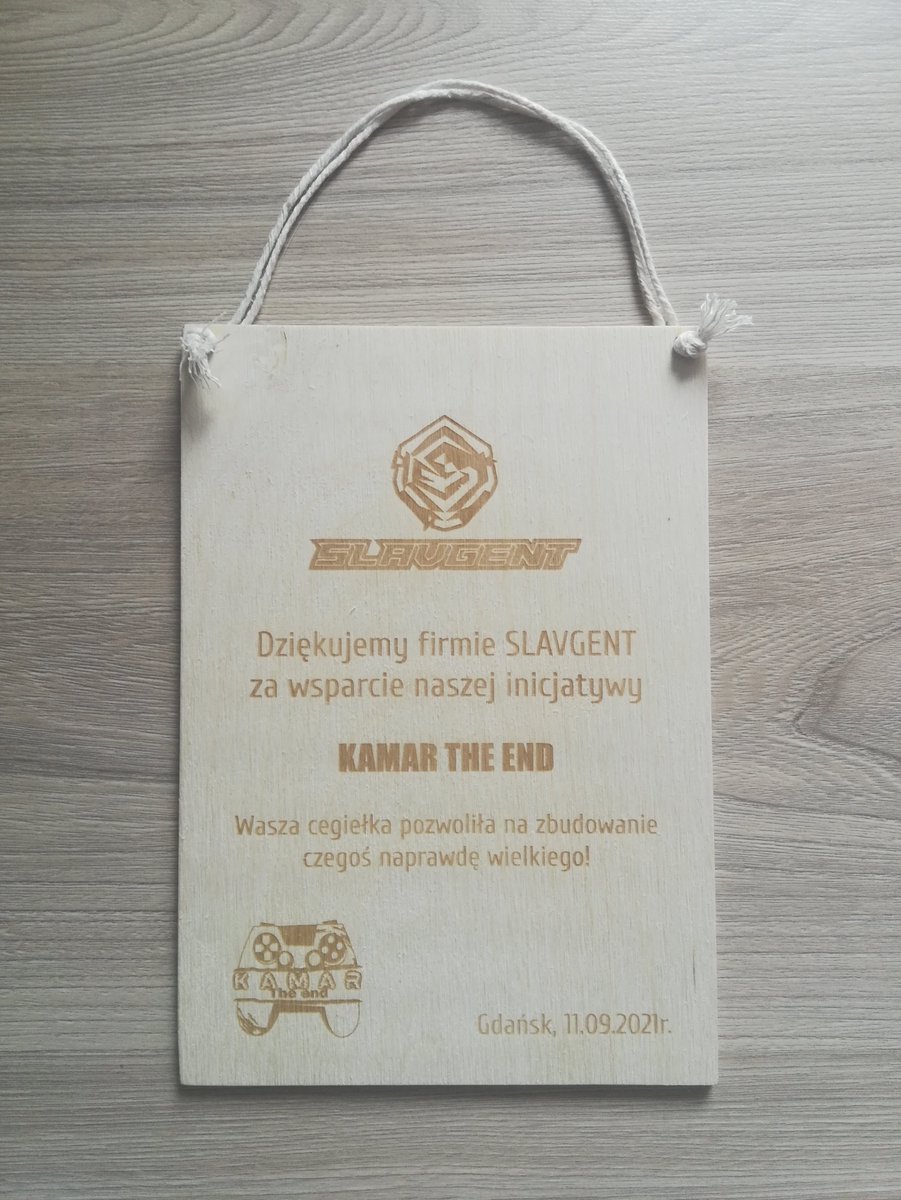 SLAVGENT
Dziękujemy firmie SLAVGENT
za wsparcie naszej inicjatywy
KAMAR THE END
Wasza cegiełka pozwoliła na zbudowanie
czegoś naprawdę wielkiego!
KAMAR
The end
Gdańsk, 11.09.2021r.